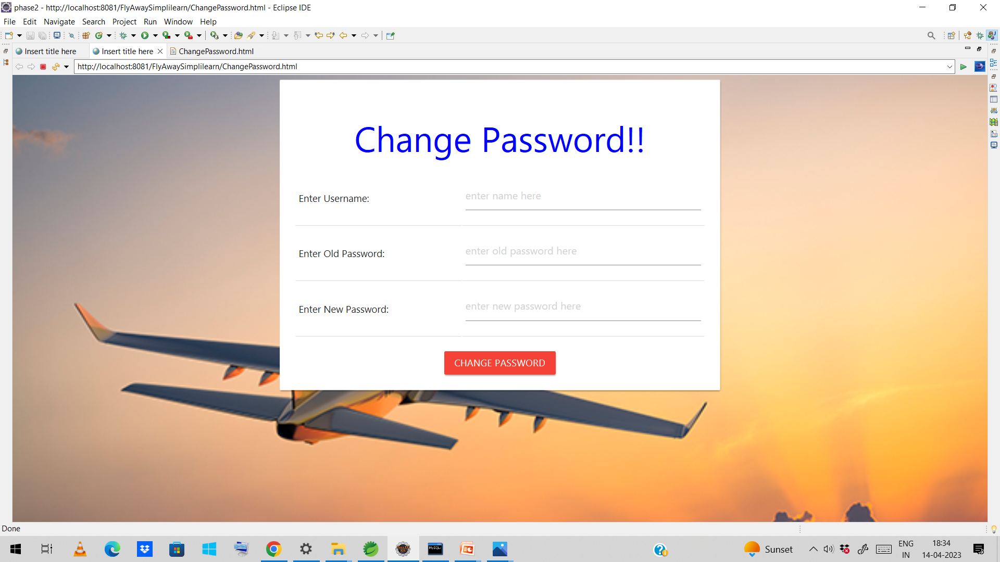 phase2 - http://localhost:8081/FlyAwaySimplilearn/ChangePassword.html - Eclipse IDE
File Edit Navigate Search Project Run Window Help
Insert title here Insert title here ChangePassword.html
http://localhost:8081/FlyAwaySimplilearn/ChangePassword.html
Change Password!!
Enter Username: enter name here
Enter Old Password: enter old password here
Enter New Password: enter new password here
CHANGE PASSWORD
Done
Sunset
ENG
IN
18:34
14-04-2023